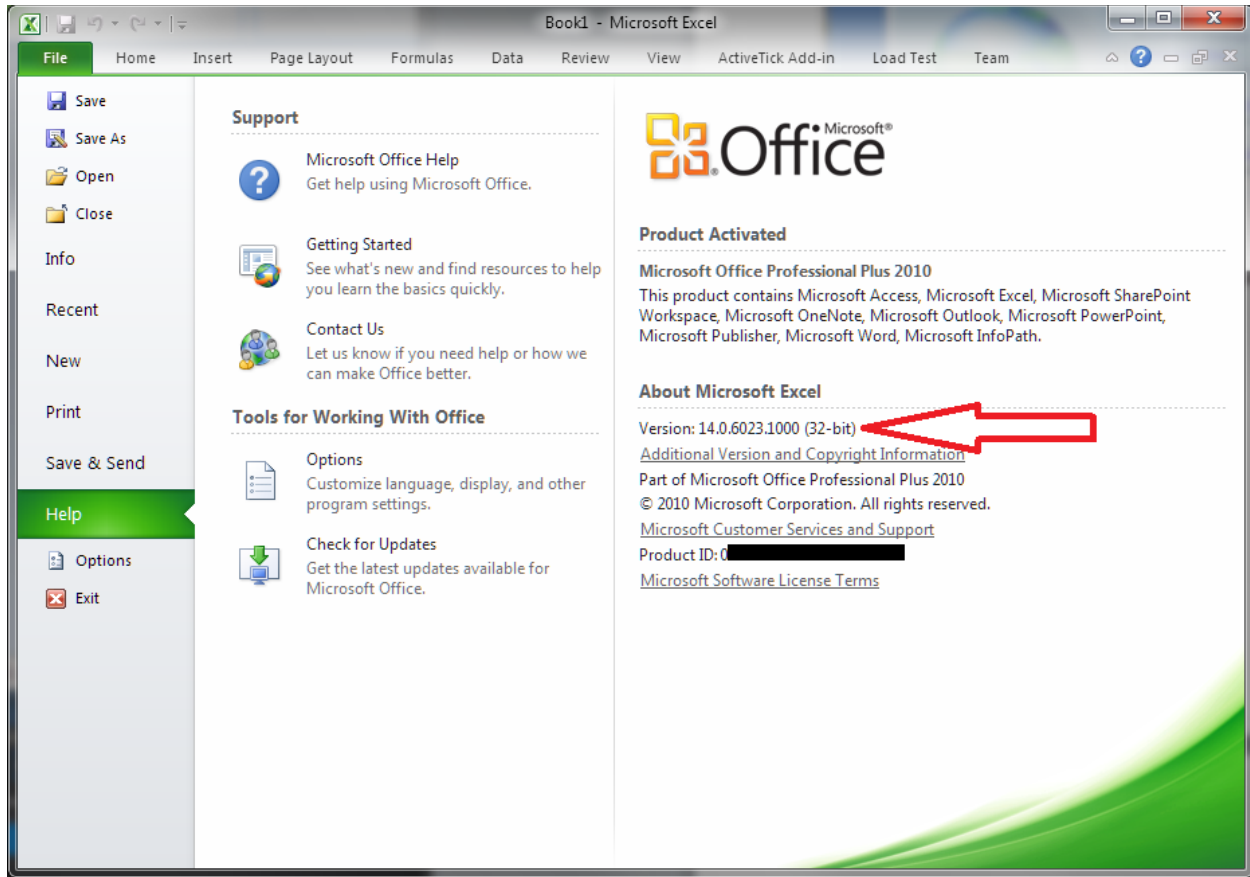 Book1 - Microsoft Excel
File Home Insert Page Layout Formulas Data Review View ActiveTick Add-in Load Test Team
Save
Save As
Open
Close
Info
Recent
New
Print
Save & Send
Help
Options
Exit
Support
Microsoft Office Help
Get help using Microsoft Office.
Getting Started
See what's new and find resources to help
you learn the basics quickly.
Contact Us
Let us know if you need help or how we
can make Office better.
Tools for Working With Office
Options
Customize language, display, and other
program settings.
Check for Updates
Get the latest updates available for
Microsoft Office.
Microsoft®
Office
Product Activated
Microsoft Office Professional Plus 2010
This product contains Microsoft Access, Microsoft Excel, Microsoft SharePoint
Workspace, Microsoft OneNote, Microsoft Outlook, Microsoft PowerPoint,
Microsoft Publisher, Microsoft Word, Microsoft InfoPath.
About Microsoft Excel
Version: 14.0.6023.1000 (32-bit)
Additional Version and Copyright Information
Part of Microsoft Office Professional Plus 2010
© 2010 Microsoft Corporation. All rights reserved.
Microsoft Customer Services and Support
Product ID: 0
Microsoft Software License Terms